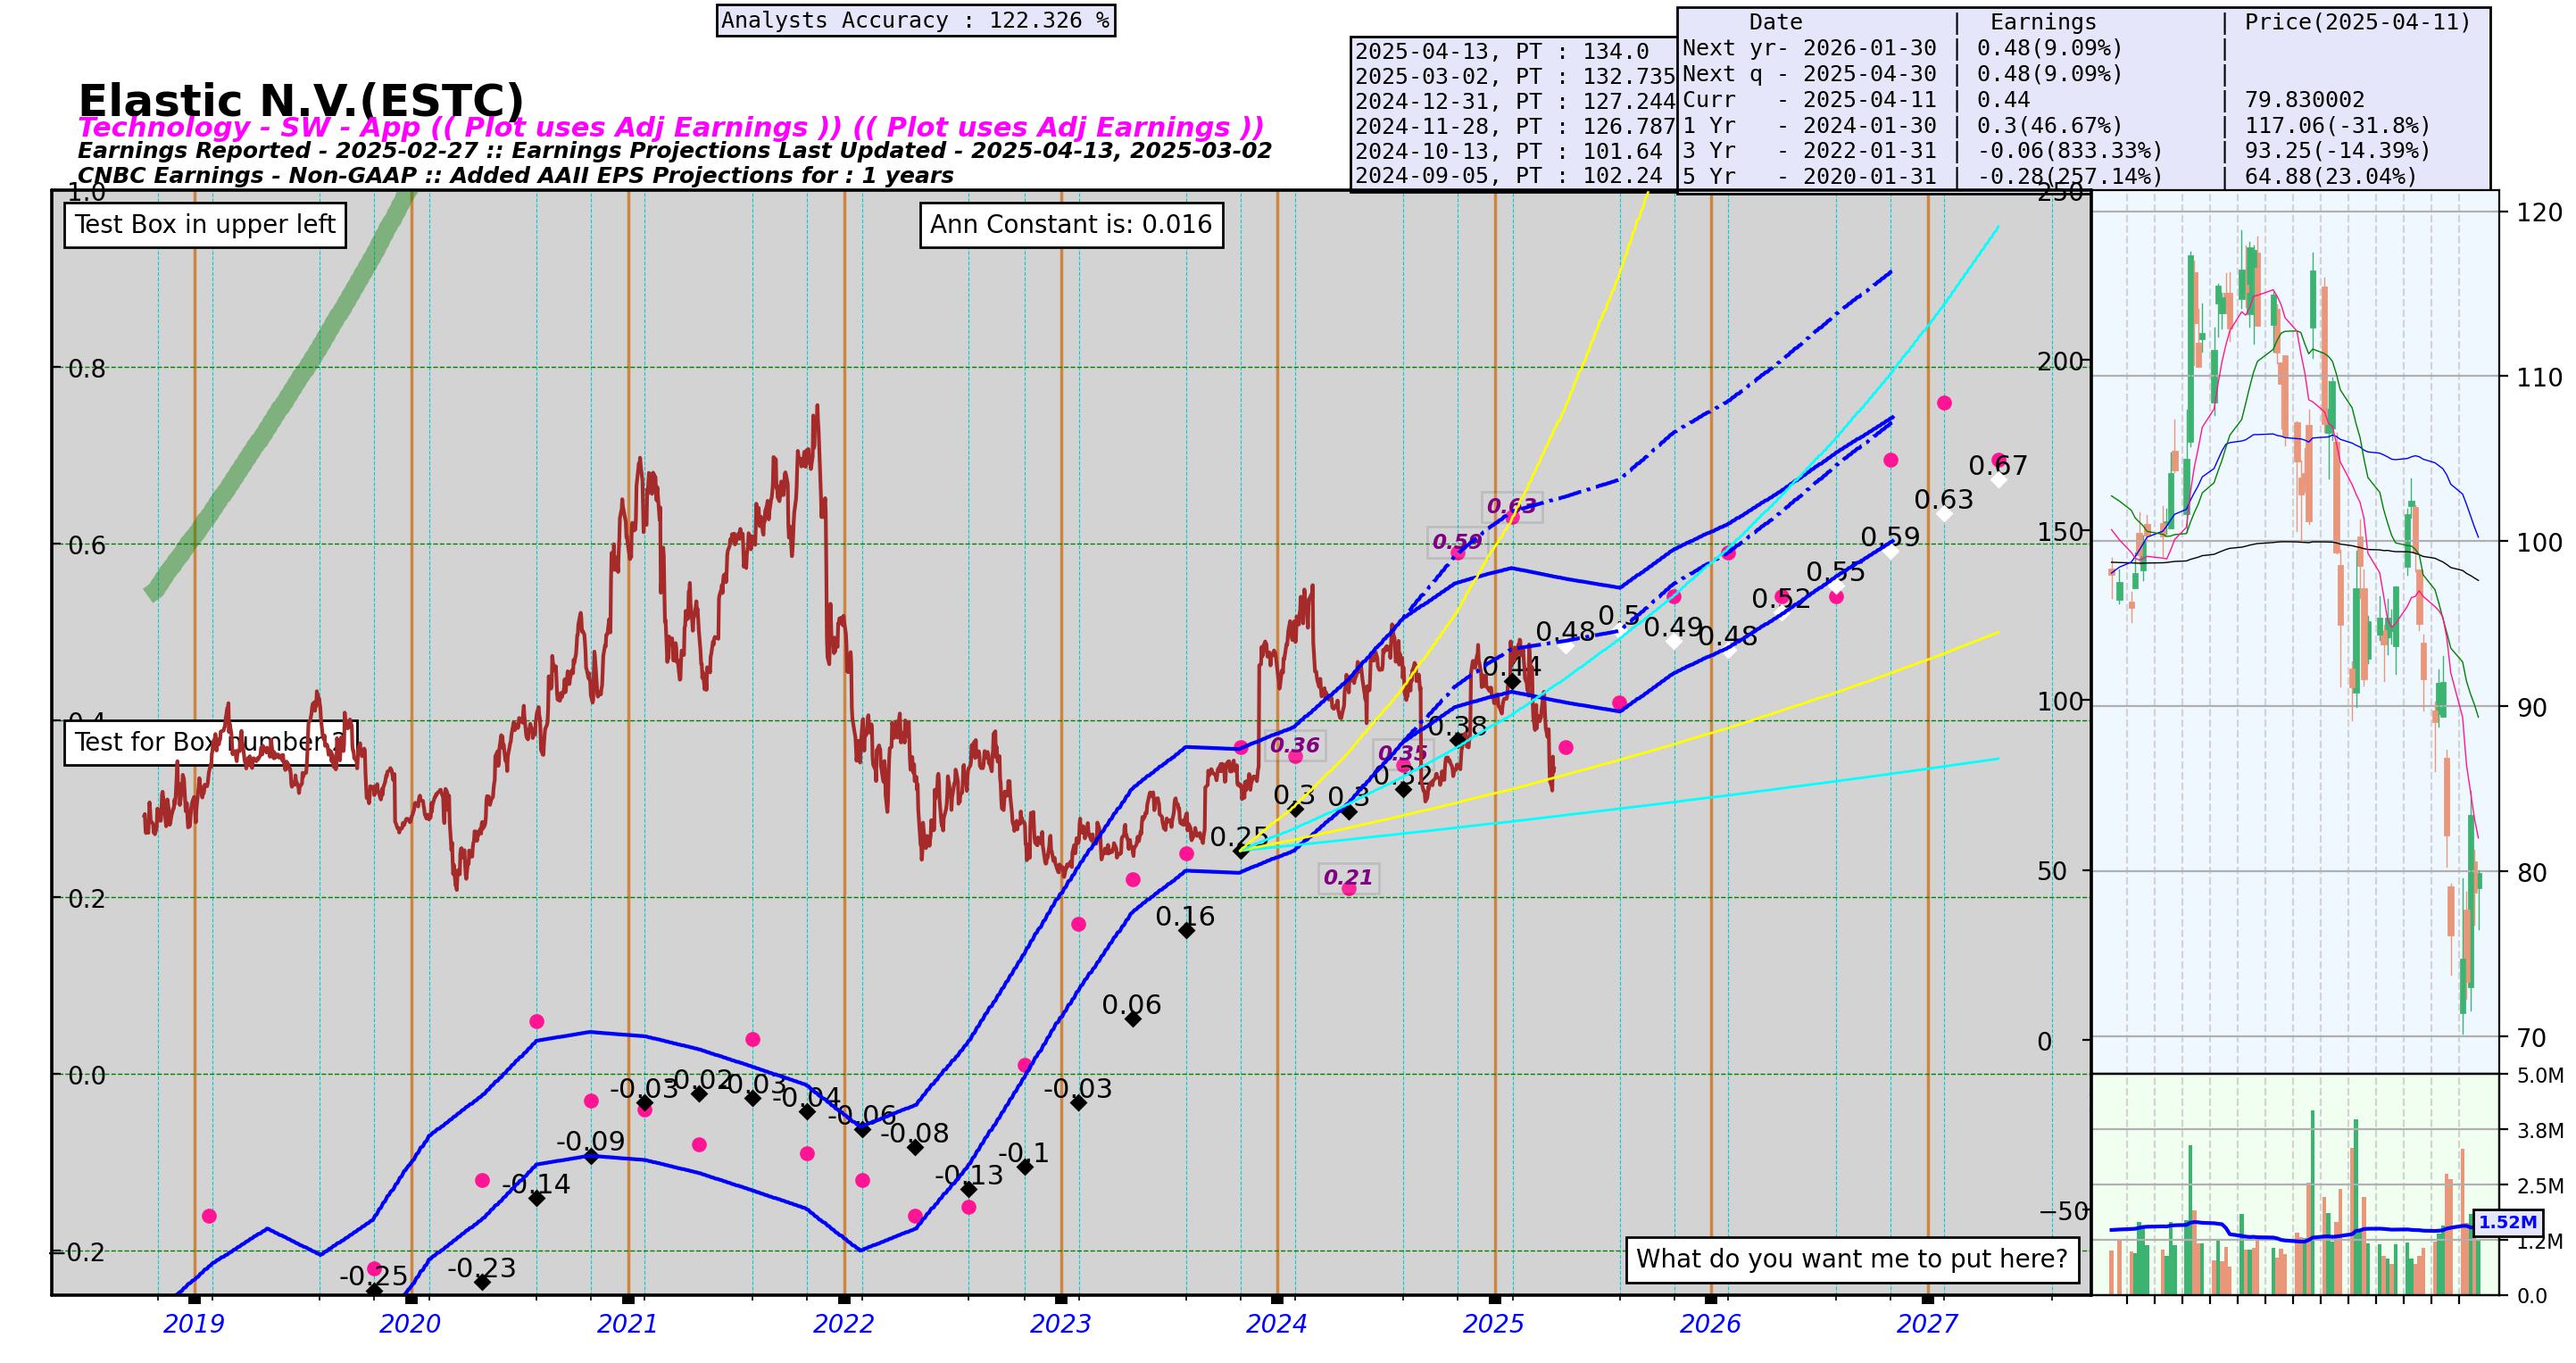 Analysts Accuracy : 122.326 %
Elastic N.V.(ESTC)
Technology - SW - App (( Plot uses Adj Earnings )) (( Plot uses Adj Earnings ))
Earnings Reported - 2025-02-27 :: Earnings Projections Last Updated - 2025-04-13, 2025-03-02
CNBC Earnings - Non-GAAP :: Added AAII EPS Projections for : 1 years
2025-04-13, PT : 134.0
2025-03-02, PT : 132.735
2024-12-31, PT : 127.244
2024-11-28, PT : 126.787
2024-10-13, PT : 101.64
2024-09-05, PT : 102.24
Date | Earnings | Price(2025-04-11)
Next yr- 2026-01-30 | 0.48(9.09%) |
Next q - 2025-04-30 | 0.48(9.09%) |
Curr - 2025-04-11 | 0.44 | 79.830002
1 Yr - 2024-01-30 | 0.3(46.67%) | 117.06(-31.8%)
3 Yr - 2022-01-31 | -0.06(833.33%) | 93.25(-14.39%)
5 Yr - 2020-01-31 | -0.28(257.14%) | 64.88(23.04%)
Test Box in upper left
Ann Constant is: 0.016
Test for Box number 2
What do you want me to put here?
1.0
0.8
0.6
0.4
0.2
0.0
−0.2
250
200
150
100
50
0
−50
-0.25
-0.23
-0.14
-0.09
-0.03
-0.02
-0.03
-0.04
-0.06
-0.08
-0.13
-0.1
-0.03
0.06
0.16
0.25
0.3
0.3
0.32
0.38
0.44
0.48
0.5
0.49
0.48
0.52
0.55
0.59
0.63
0.67
0.36
0.21
0.35
0.59
0.63
120
110
100
90
80
70
5.0M
3.8M
2.5M
1.52M
1.2M
0.0
2019
2020
2021
2022
2023
2024
2025
2026
2027